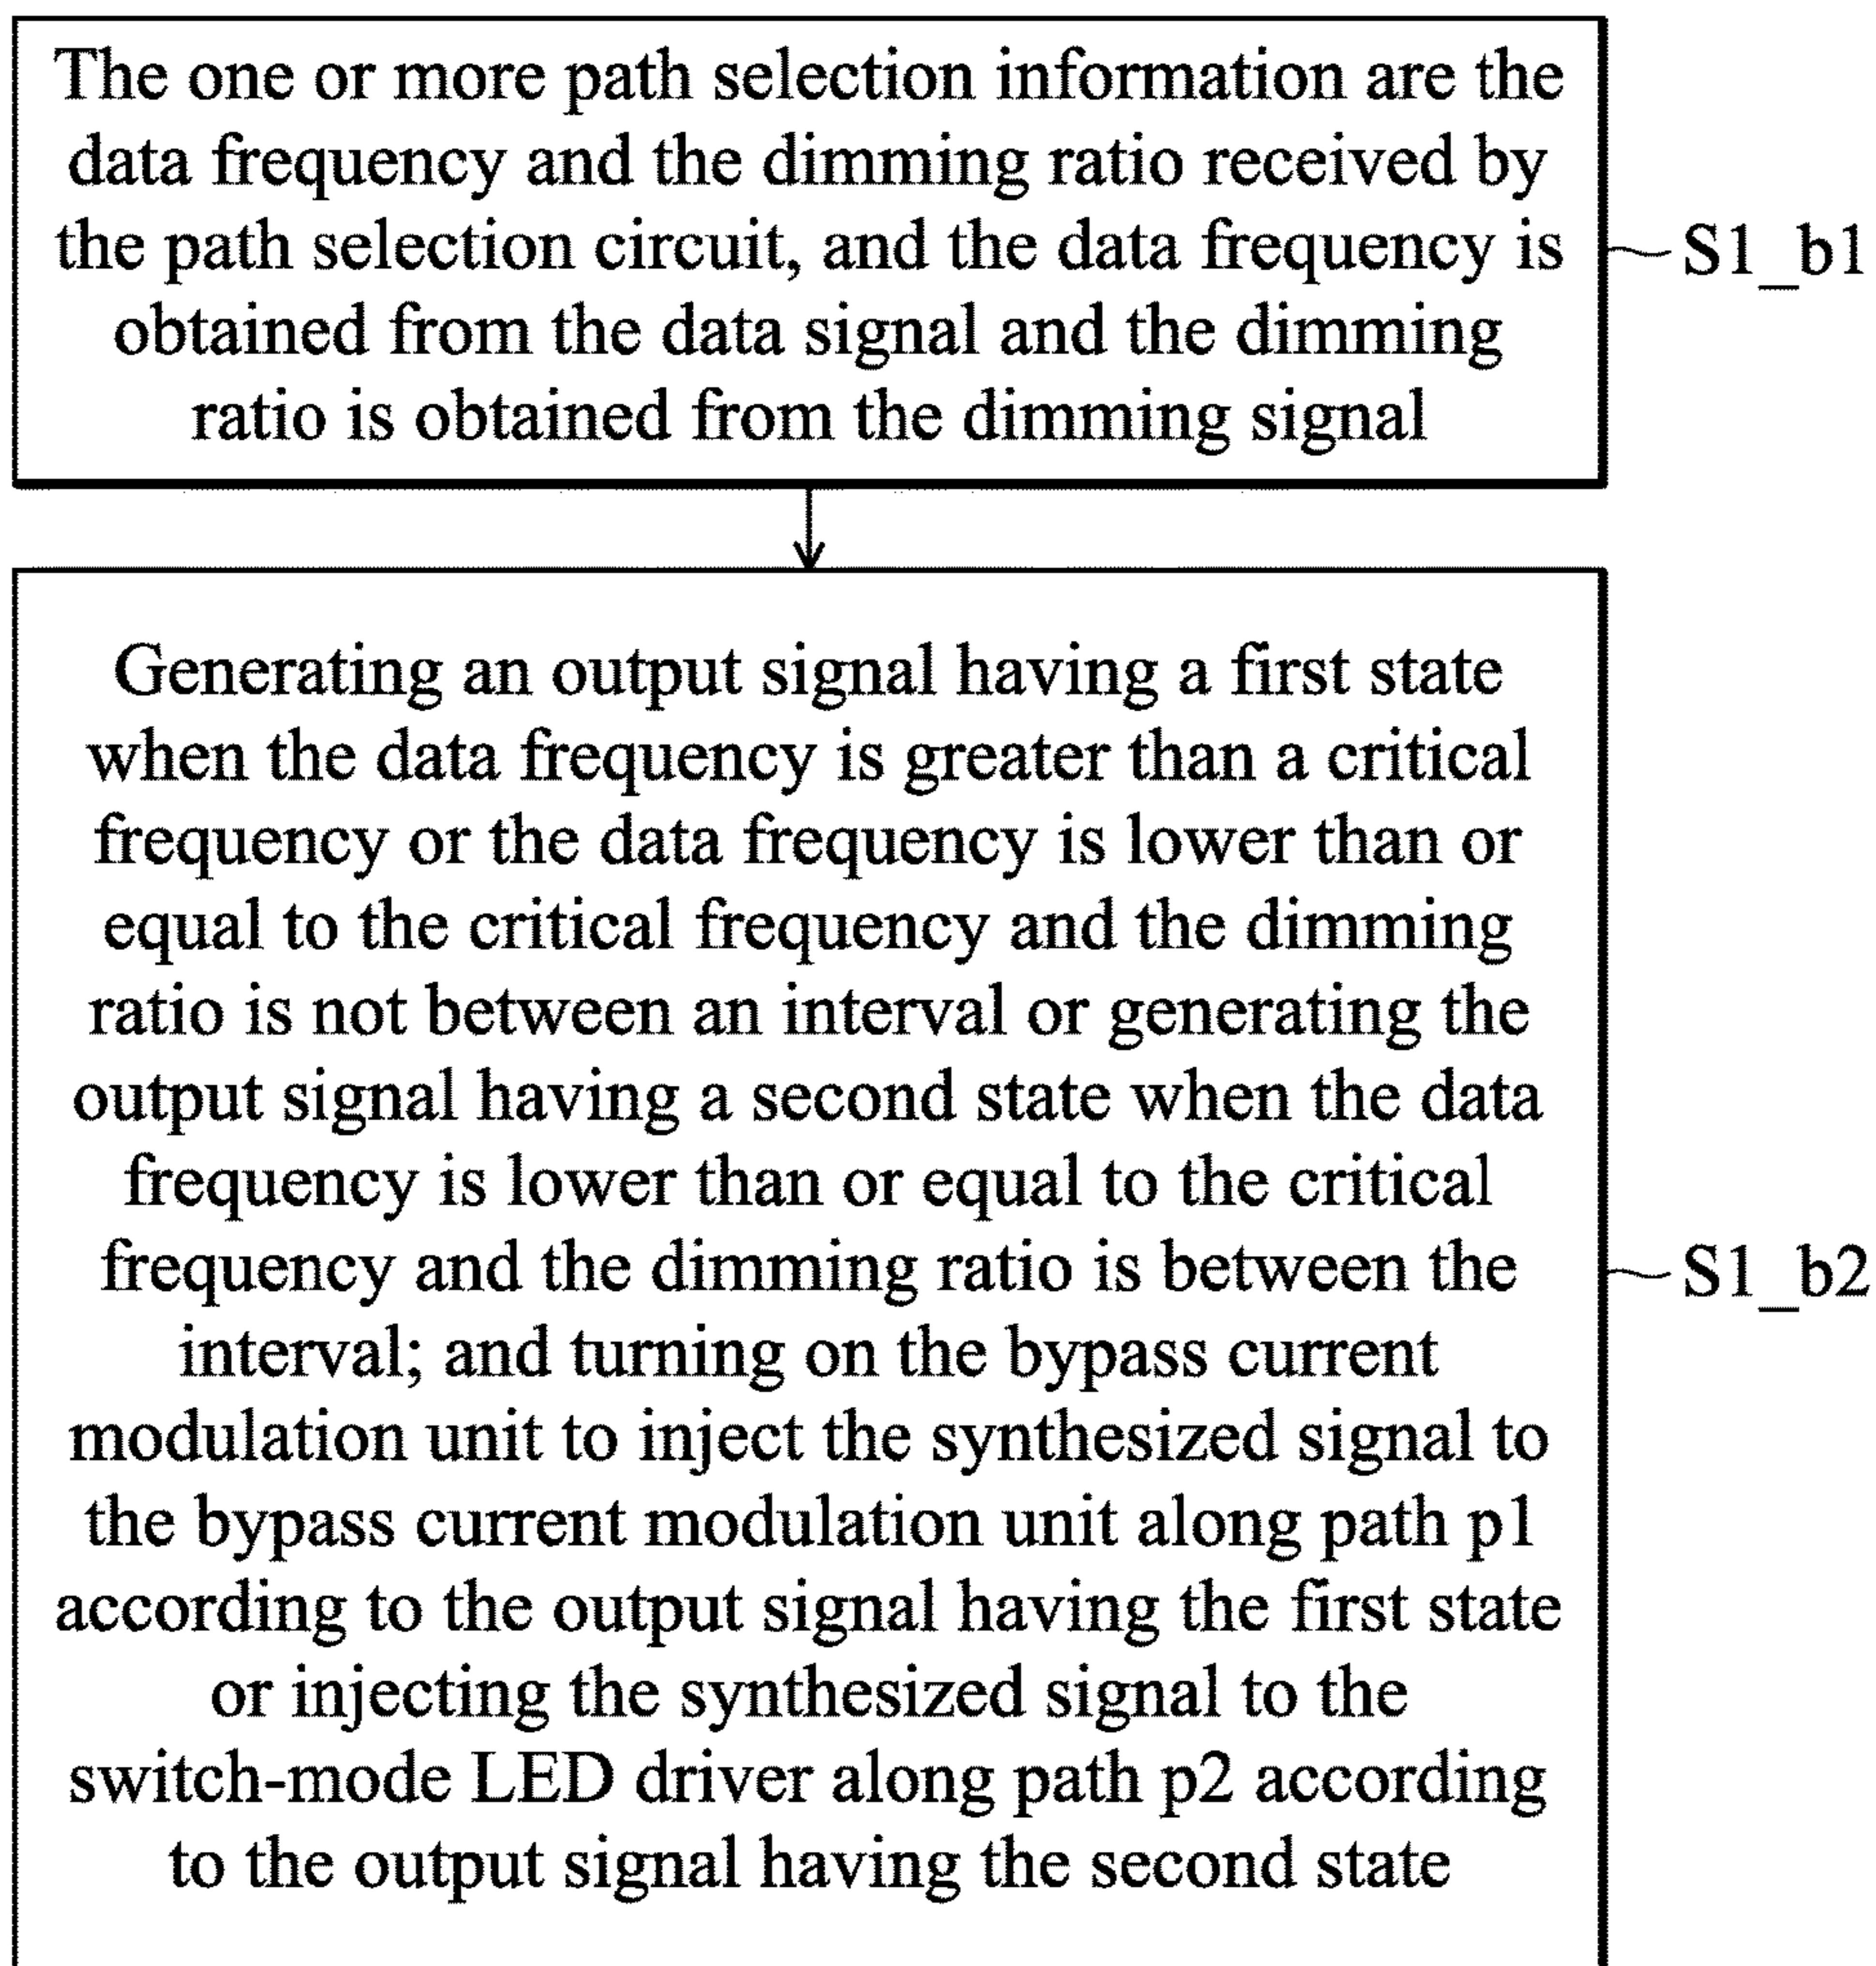 The one or more path selection information are the
data frequency and the dimming ratio received by
the path selection circuit, and the data frequency is
obtained from the data signal and the dimming
ratio is obtained from the dimming signal
S1_b1
Generating an output signal having a first state
when the data frequency is greater than a critical
frequency or the data frequency is lower than or
equal to the critical frequency and the dimming
ratio is not between an interval or generating the
output signal having a second state when the data
frequency is lower than or equal to the critical
frequency and the dimming ratio is between the
interval; and turning on the bypass current
modulation unit to inject the synthesized signal to
the bypass current modulation unit along path p1
according to the output signal having the first state
or injecting the synthesized signal to the
switch-mode LED driver along path p2 according
to the output signal having the second state
S1_b2